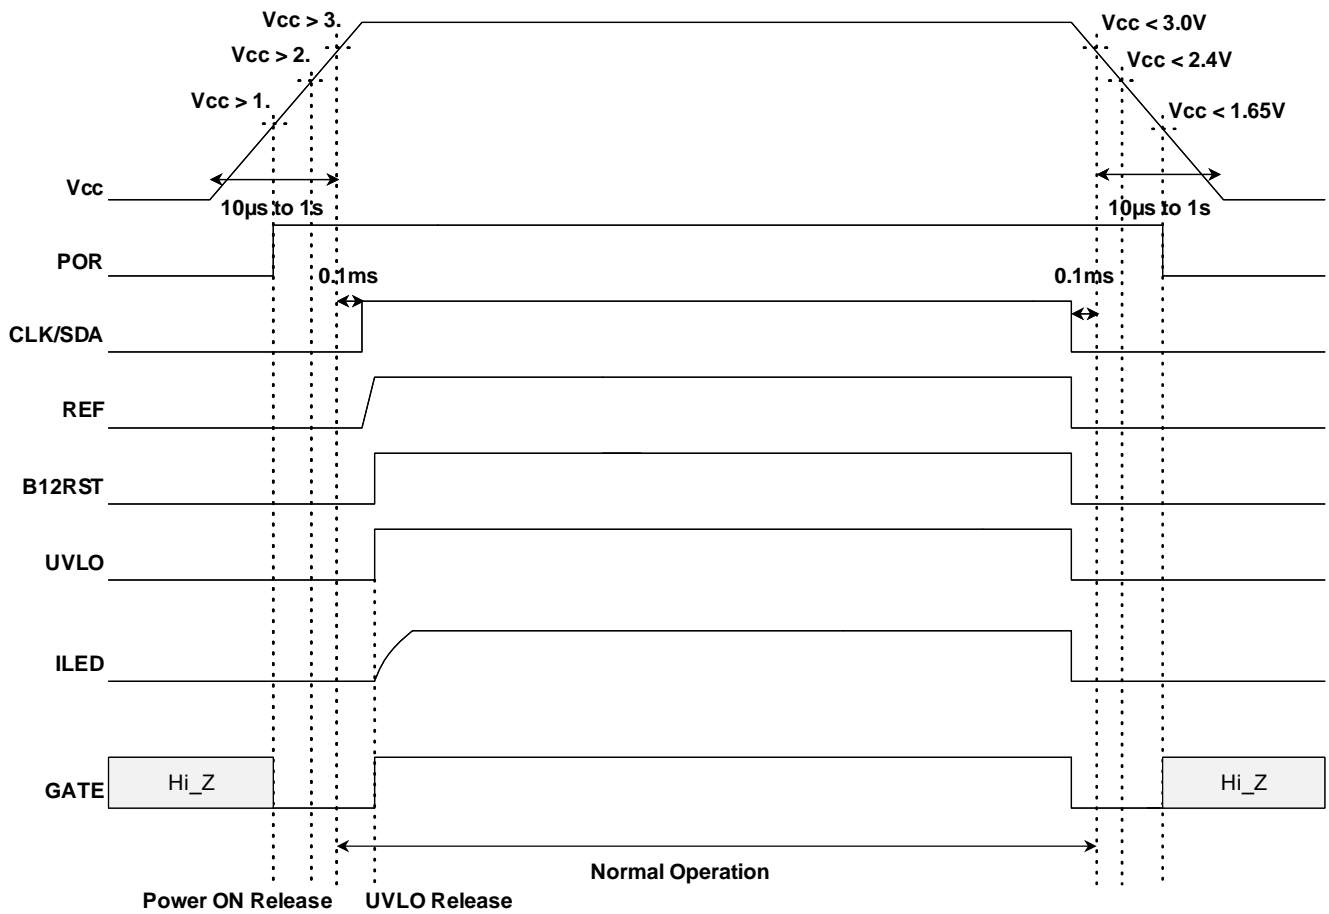 Vcc > 3.
Vcc < 3.0V
Vcc > 2.
Vcc < 2.4V
Vcc > 1.
Vcc < 1.65V
Vcc
10µs to 1s
10µs to 1s
POR
0.1ms
0.1ms
CLK/SDA
REF
B12RST
UVLO
ILED
GATE
Hi_Z
Hi_Z
Normal Operation
Power ON Release
UVLO Release